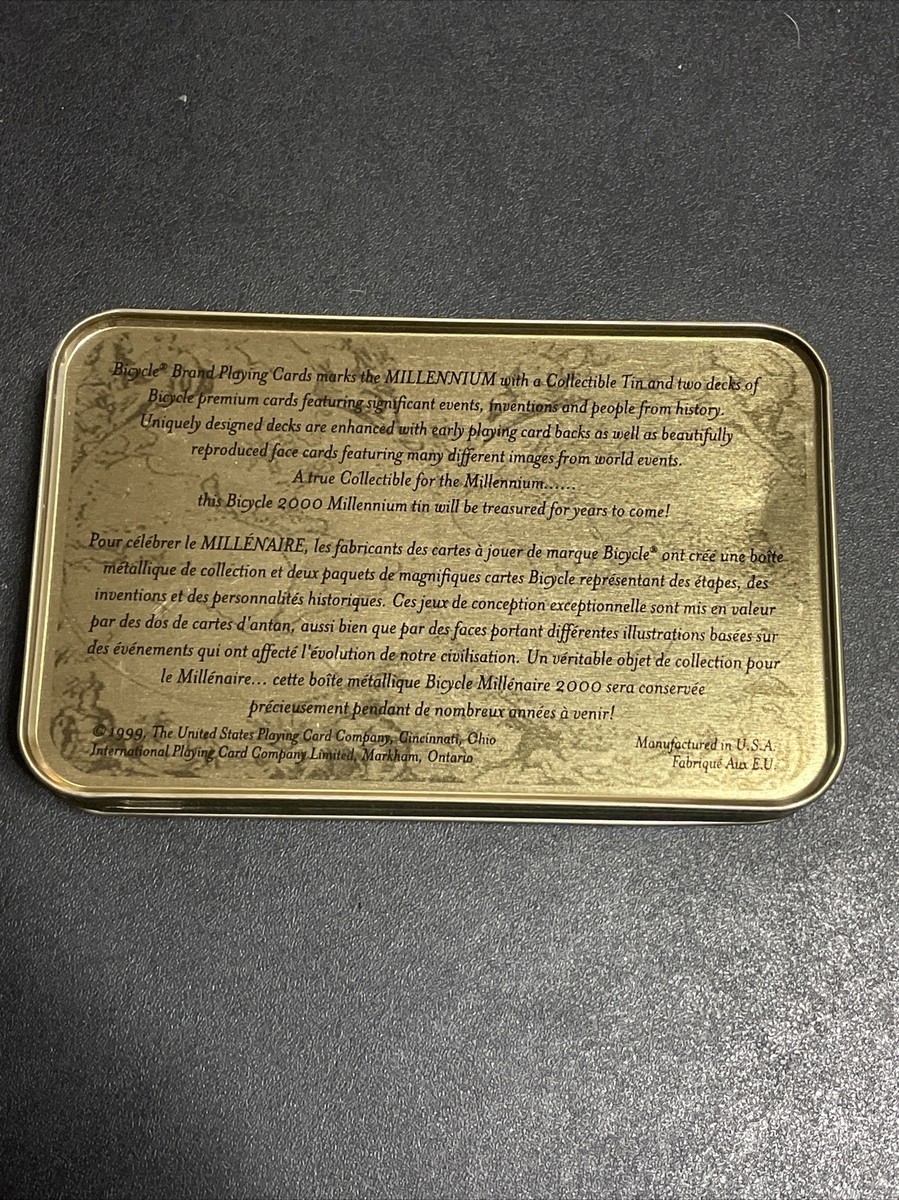 Bicycle® Brand Playing Cards marks the MILLENNIUM with a Collectible Tin and two decks of
Bicycle premium cards featuring significant events, inventions and people from history.
Uniquely designed decks are enhanced with early playing card backs as well as beautifully
reproduced face cards featuring many different images from world events.
A true Collectible for the Millennium......
this Bicycle 2000 Millennium tin will be treasured for years to come!
Pour célébrer le MILLÉNAIRE, les fabricants des cartes à jouer de marque Bicycle® ont créé une boîte
métallique de collection et deux paquets de magnifiques cartes Bicycle représentant des étapes, des
inventions et des personnalités historiques. Ces jeux de conception exceptionnelle sont mis en valeur
par des dos de cartes d'antan, aussi bien que par des faces portant différentes illustrations basées sur
des événements qui ont affecté l'évolution de notre civilisation. Un véritable objet de collection pour
le Millénaire... cette boîte métallique Bicycle Millénaire 2000 sera conservée
précieusement pendant de nombreux années à venir!
©1999, The United States Playing Card Company, Cincinnati, Ohio
International Playing Card Company Limited, Markham, Ontario
Manufactured in U.S.A.
Fabriqué Aux E.U.